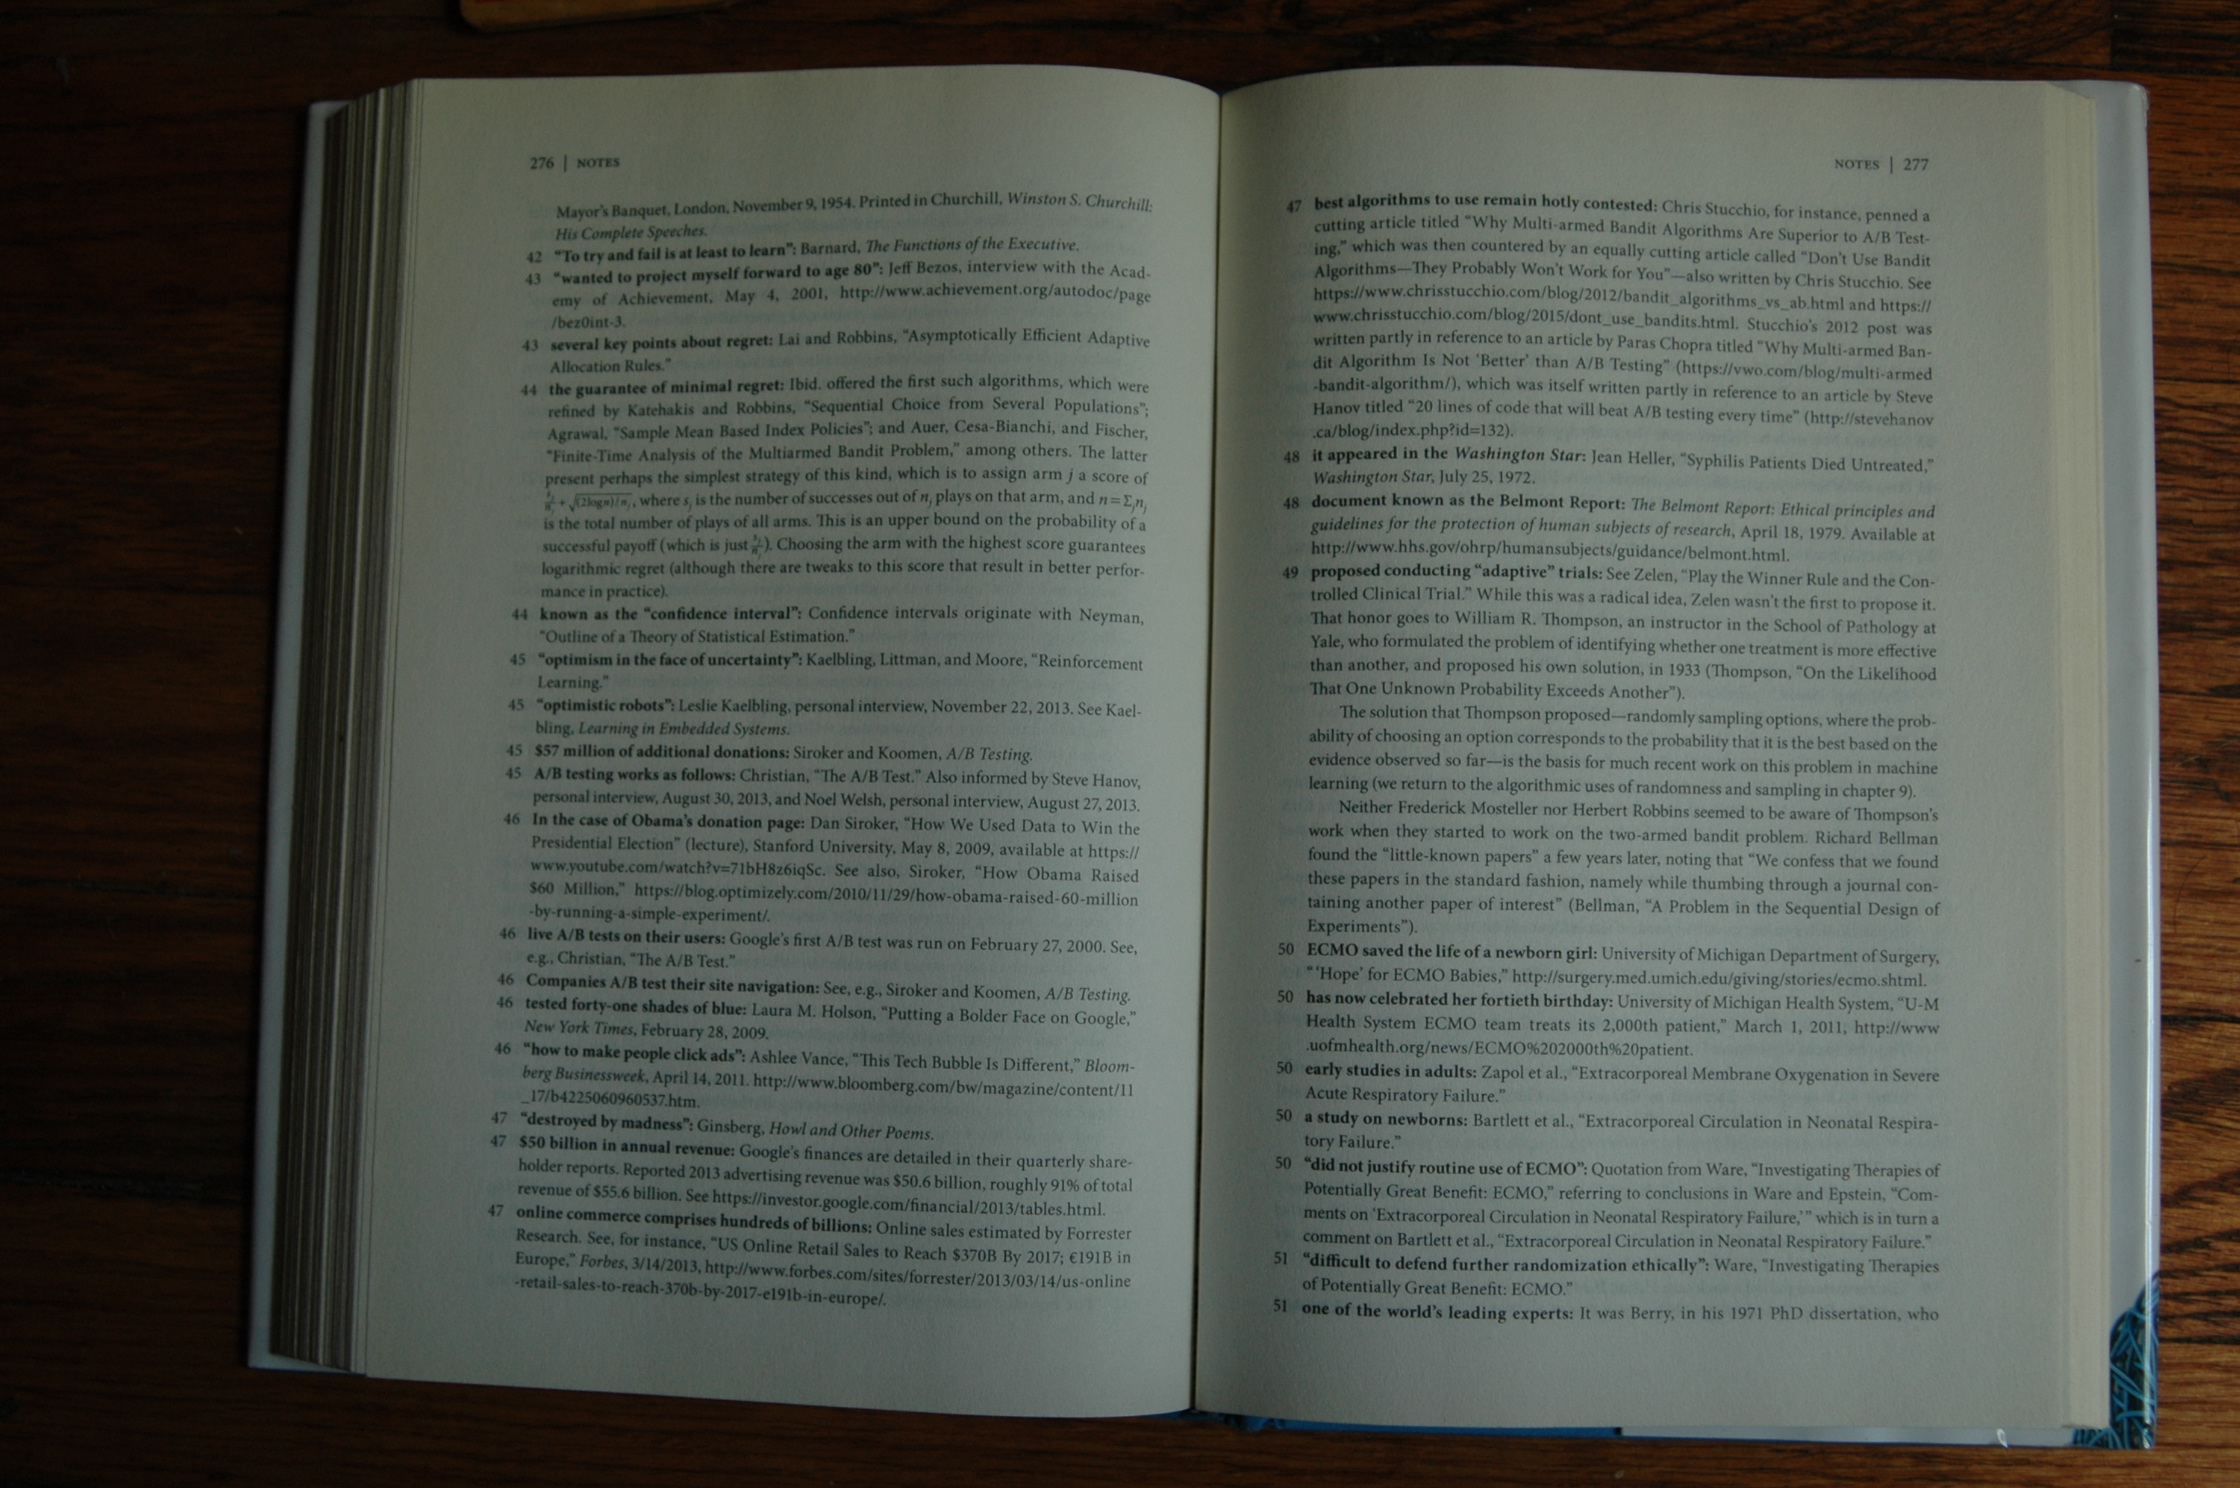 276 | NOTES
Mayor's Banquet, London, November 9, 1954. Printed in Churchill, Winston S. Churchill:
His Complete Speeches.
42 “To try and fail is at least to learn”: Barnard, The Functions of the Executive.
43 “wanted to project myself forward to age 80”: Jeff Bezos, interview with the Acad-
emy of Achievement, May 4, 2001, http://www.achievement.org/autodoc/page
/bez0int-3.
43 several key points about regret: Lai and Robbins, “Asymptotically Efficient Adaptive
Allocation Rules.”
44 the guarantee of minimal regret: Ibid. offered the first such algorithms, which were
refined by Katehakis and Robbins, “Sequential Choice from Several Populations”;
Agrawal, “Sample Mean Based Index Policies”; and Auer, Cesa-Bianchi, and Fischer,
“Finite-Time Analysis of the Multiarmed Bandit Problem,” among others. The latter
present perhaps the simplest strategy of this kind, which is to assign arm j a score of
sj/nj + √(2logn)/nj, where sj is the number of successes out of nj plays on that arm, and n=Σjnj
is the total number of plays of all arms. This is an upper bound on the probability of a
successful payoff (which is just sj/nj). Choosing the arm with the highest score guarantees
logarithmic regret (although there are tweaks to this score that result in better perfor-
mance in practice).
44 known as the “confidence interval”: Confidence intervals originate with Neyman,
“Outline of a Theory of Statistical Estimation.”
45 “optimism in the face of uncertainty”: Kaelbling, Littman, and Moore, “Reinforcement
Learning.”
45 “optimistic robots”: Leslie Kaelbling, personal interview, November 22, 2013. See Kael-
bling, Learning in Embedded Systems.
45 $57 million of additional donations: Siroker and Koomen, A/B Testing.
45 A/B testing works as follows: Christian, “The A/B Test.” Also informed by Steve Hanov,
personal interview, August 30, 2013, and Noel Welsh, personal interview, August 27, 2013.
46 In the case of Obama's donation page: Dan Siroker, “How We Used Data to Win the
Presidential Election” (lecture), Stanford University, May 8, 2009, available at https://
www.youtube.com/watch?v=71bH8z6iqSc. See also, Siroker, “How Obama Raised
$60 Million,” https://blog.optimizely.com/2010/11/29/how-obama-raised-60-million
-by-running-a-simple-experiment/.
46 live A/B tests on their users: Google's first A/B test was run on February 27, 2000. See,
e.g., Christian, “The A/B Test.”
46 Companies A/B test their site navigation: See, e.g., Siroker and Koomen, A/B Testing.
46 tested forty-one shades of blue: Laura M. Holson, “Putting a Bolder Face on Google,”
New York Times, February 28, 2009.
46 “how to make people click ads”: Ashlee Vance, “This Tech Bubble Is Different,” Bloom-
berg Businessweek, April 14, 2011. http://www.bloomberg.com/bw/magazine/content/11
_17/b4225060960537.htm.
47 “destroyed by madness”: Ginsberg, Howl and Other Poems.
47 $50 billion in annual revenue: Google's finances are detailed in their quarterly share-
holder reports. Reported 2013 advertising revenue was $50.6 billion, roughly 91% of total
revenue of $55.6 billion. See https://investor.google.com/financial/2013/tables.html.
47 online commerce comprises hundreds of billions: Online sales estimated by Forrester
Research. See, for instance, “US Online Retail Sales to Reach $370B By 2017; €191B in
Europe,” Forbes, 3/14/2013, http://www.forbes.com/sites/forrester/2013/03/14/us-online
-retail-sales-to-reach-370b-by-2017-e191b-in-europe/.
NOTES | 277
47 best algorithms to use remain hotly contested: Chris Stucchio, for instance, penned a
cutting article titled “Why Multi-armed Bandit Algorithms Are Superior to A/B Test-
ing,” which was then countered by an equally cutting article called “Don't Use Bandit
Algorithms—They Probably Won't Work for You”—also written by Chris Stucchio. See
https://www.chrisstucchio.com/blog/2012/bandit_algorithms_vs_ab.html and https://
www.chrisstucchio.com/blog/2015/dont_use_bandits.html. Stucchio's 2012 post was
written partly in reference to an article by Paras Chopra titled “Why Multi-armed Ban-
dit Algorithm Is Not ‘Better’ than A/B Testing” (https://vwo.com/blog/multi-armed
-bandit-algorithm/), which was itself written partly in reference to an article by Steve
Hanov titled “20 lines of code that will beat A/B testing every time” (http://stevehanov
.ca/blog/index.php?id=132).
48 it appeared in the Washington Star: Jean Heller, “Syphilis Patients Died Untreated,”
Washington Star, July 25, 1972.
48 document known as the Belmont Report: The Belmont Report: Ethical principles and
guidelines for the protection of human subjects of research, April 18, 1979. Available at
http://www.hhs.gov/ohrp/humansubjects/guidance/belmont.html.
49 proposed conducting “adaptive” trials: See Zelen, “Play the Winner Rule and the Con-
trolled Clinical Trial.” While this was a radical idea, Zelen wasn't the first to propose it.
That honor goes to William R. Thompson, an instructor in the School of Pathology at
Yale, who formulated the problem of identifying whether one treatment is more effective
than another, and proposed his own solution, in 1933 (Thompson, “On the Likelihood
That One Unknown Probability Exceeds Another”).
The solution that Thompson proposed—randomly sampling options, where the prob-
ability of choosing an option corresponds to the probability that it is the best based on the
evidence observed so far—is the basis for much recent work on this problem in machine
learning (we return to the algorithmic uses of randomness and sampling in chapter 9).
Neither Frederick Mosteller nor Herbert Robbins seemed to be aware of Thompson's
work when they started to work on the two-armed bandit problem. Richard Bellman
found the “little-known papers” a few years later, noting that “We confess that we found
these papers in the standard fashion, namely while thumbing through a journal con-
taining another paper of interest” (Bellman, “A Problem in the Sequential Design of
Experiments”).
50 ECMO saved the life of a newborn girl: University of Michigan Department of Surgery,
“‘Hope’ for ECMO Babies,” http://surgery.med.umich.edu/giving/stories/ecmo.shtml.
50 has now celebrated her fortieth birthday: University of Michigan Health System, “U-M
Health System ECMO team treats its 2,000th patient,” March 1, 2011, http://www
.uofmhealth.org/news/ECMO%202000th%20patient.
50 early studies in adults: Zapol et al., “Extracorporeal Membrane Oxygenation in Severe
Acute Respiratory Failure.”
50 a study on newborns: Bartlett et al., “Extracorporeal Circulation in Neonatal Respira-
tory Failure.”
50 “did not justify routine use of ECMO”: Quotation from Ware, “Investigating Therapies of
Potentially Great Benefit: ECMO,” referring to conclusions in Ware and Epstein, “Com-
ments on ‘Extracorporeal Circulation in Neonatal Respiratory Failure,’” which is in turn a
comment on Bartlett et al., “Extracorporeal Circulation in Neonatal Respiratory Failure.”
51 “difficult to defend further randomization ethically”: Ware, “Investigating Therapies
of Potentially Great Benefit: ECMO.”
51 one of the world's leading experts: It was Berry, in his 1971 PhD dissertation, who